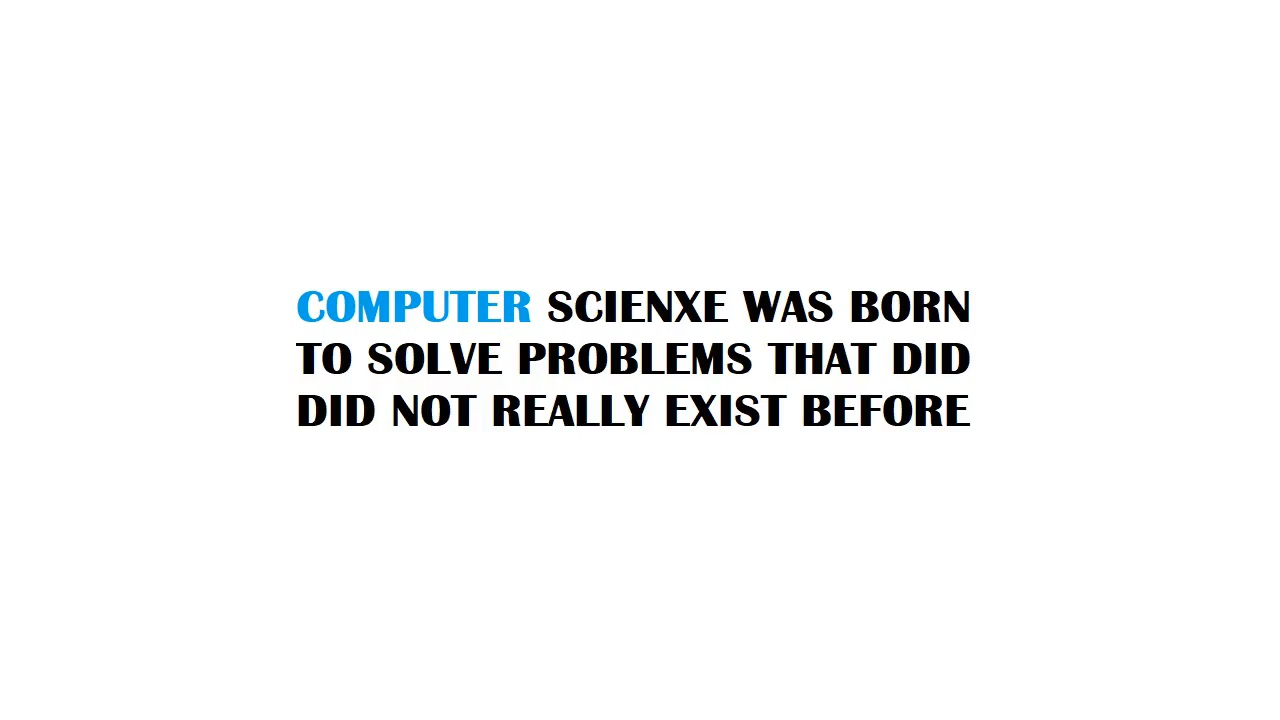 COMPUTER SCIENXE WAS BORN
TO SOLVE PROBLEMS THAT DID
DID NOT REALLY EXIST BEFORE